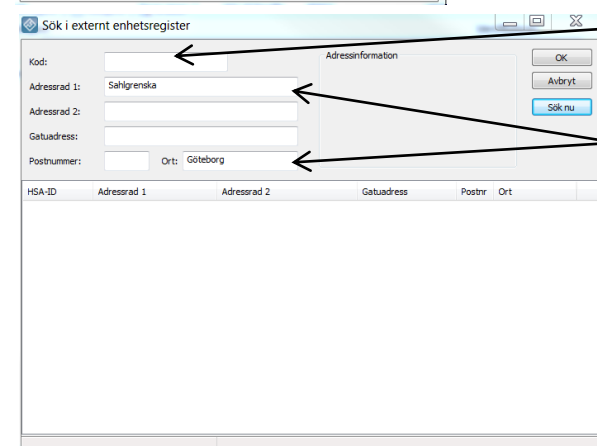 Sök i externt enhetsregister
Kod:
Adressinformation
OK
Adressrad 1: Sahlgrenska
Avbryt
Adressrad 2:
Sök nu
Gatuadress:
Postnummer: Ort: Göteborg
HSA-ID Adressrad 1 Adressrad 2 Gatuadress Postnr Ort